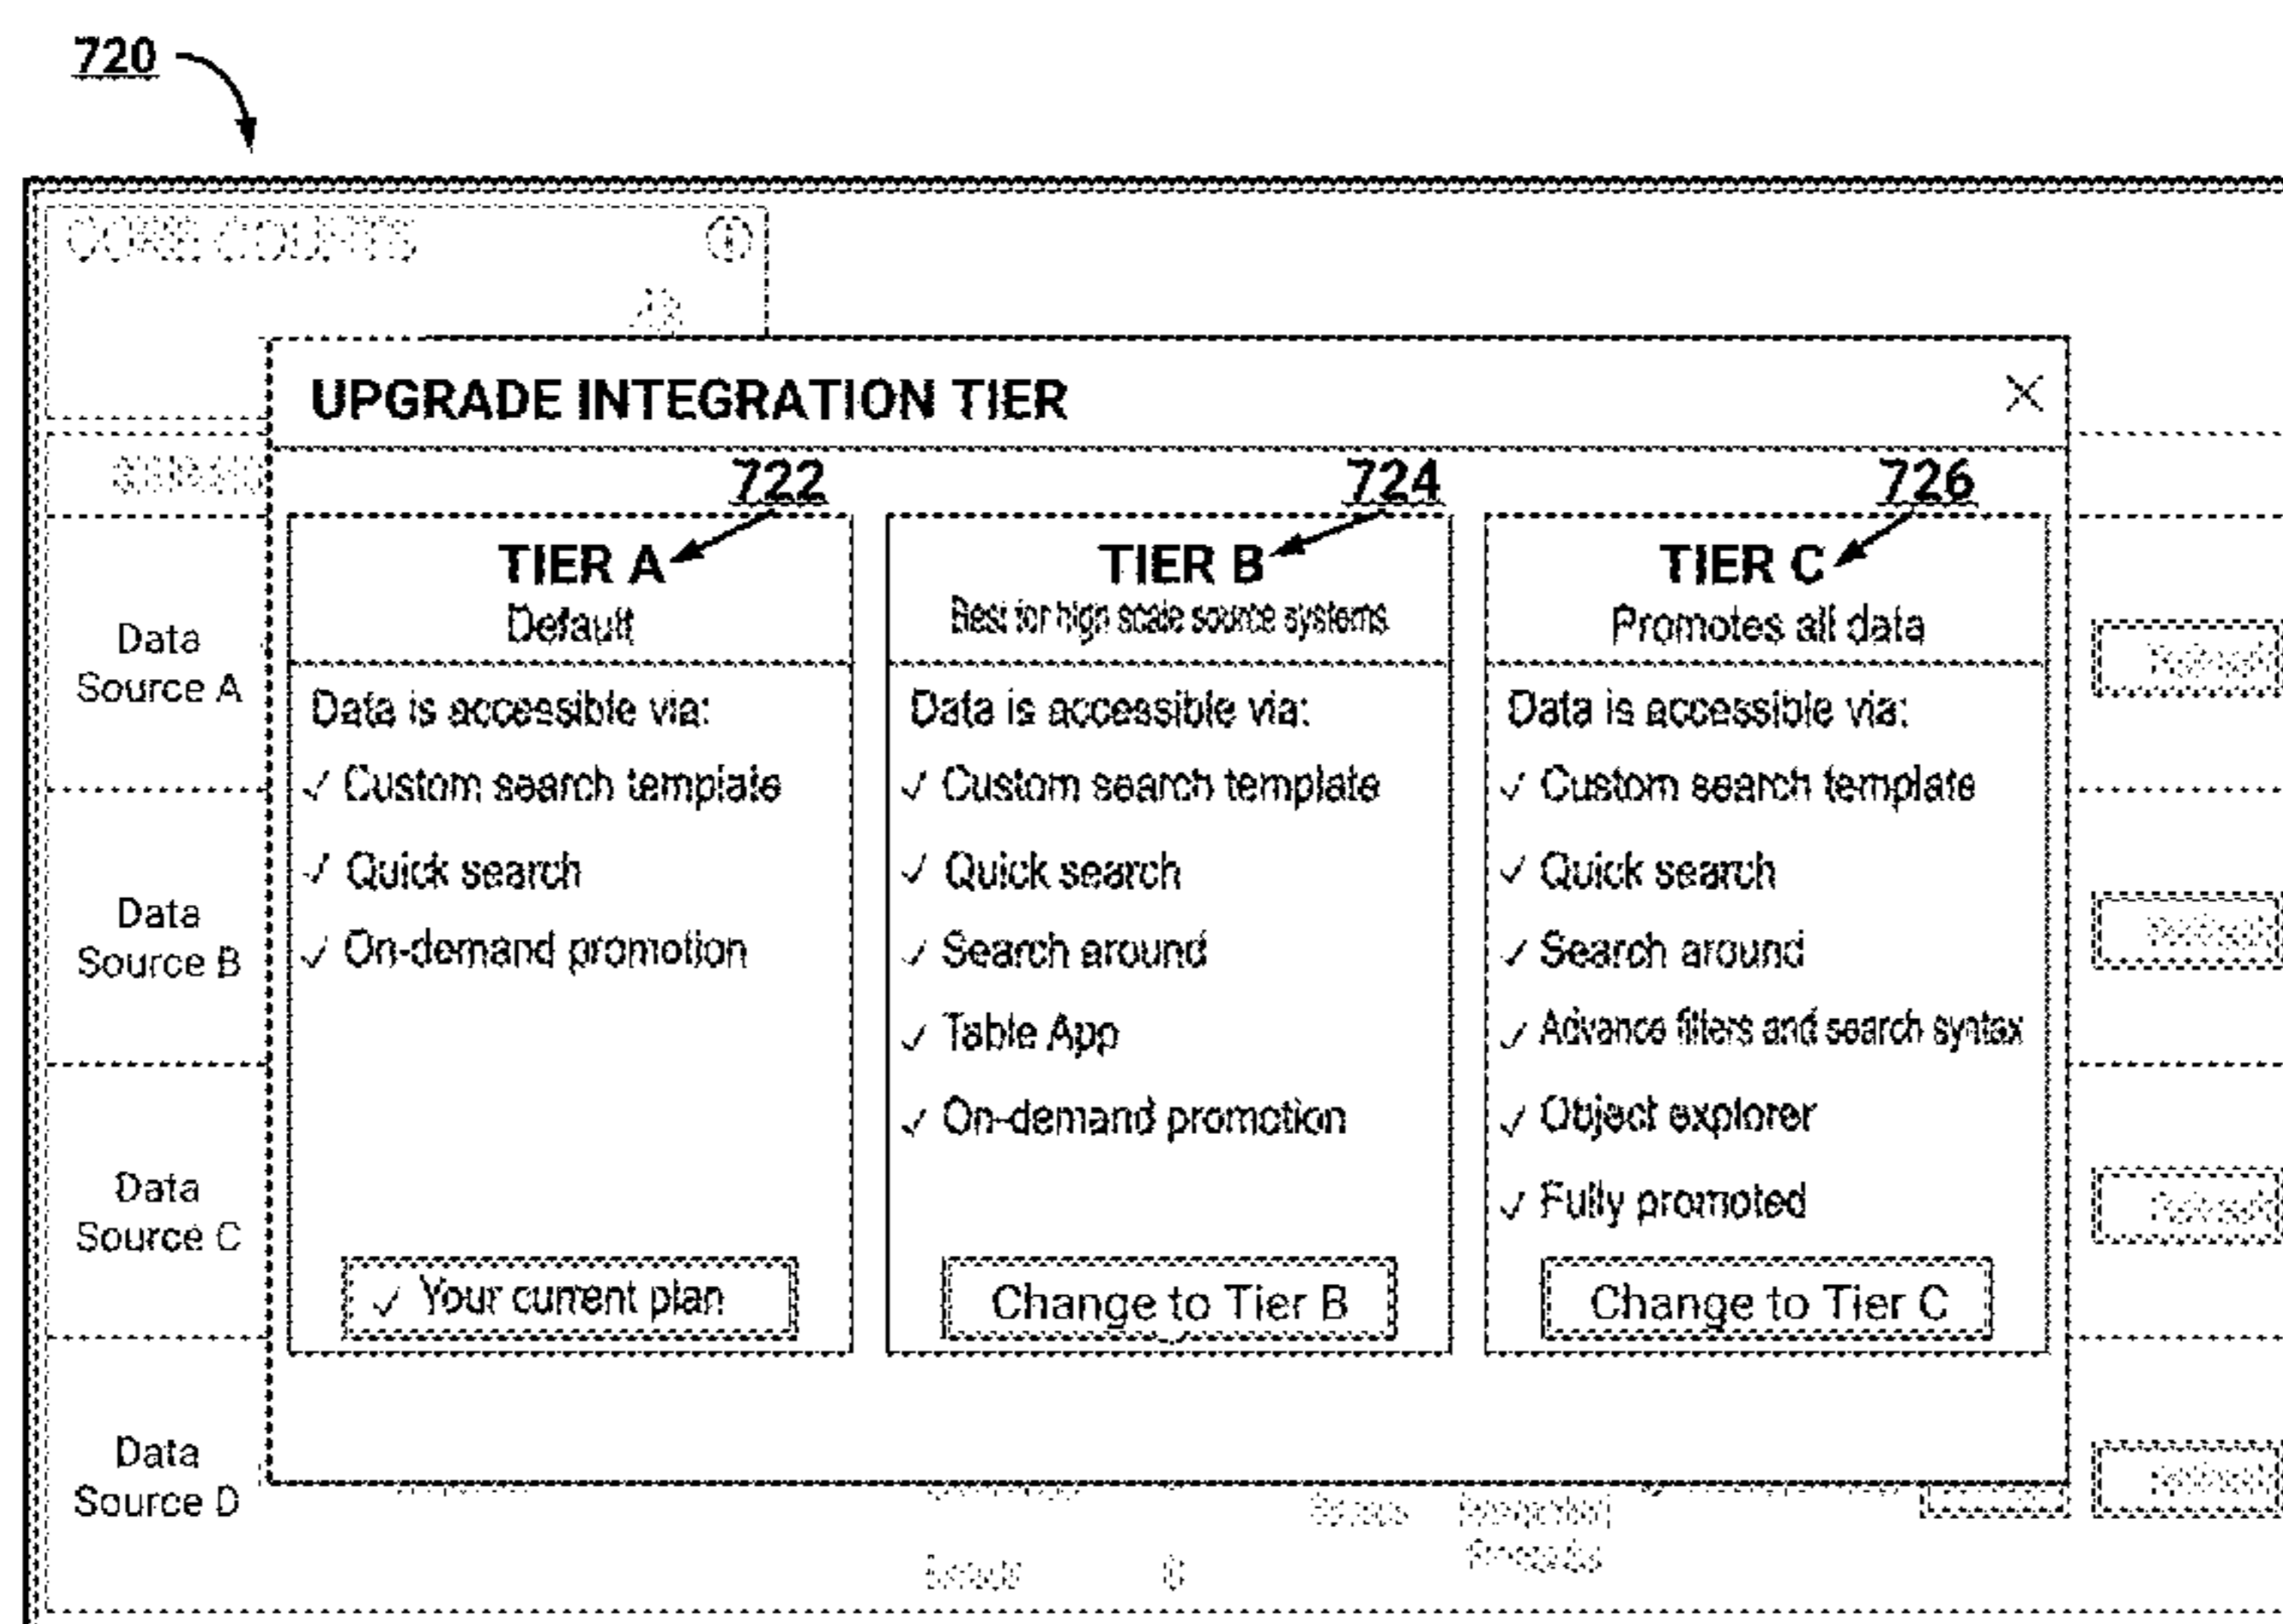 720
CORE COUNTS
UPGRADE INTEGRATION TIER
722
724
726
TIER A
Default
Data is accessible via:
✓ Custom search template
✓ Quick search
✓ On-demand promotion
✓ Your current plan
TIER B
Best for high scale source systems
Data is accessible via:
✓ Custom search template
✓ Quick search
✓ Search around
✓ Table App
✓ On-demand promotion
Change to Tier B
TIER C
Promotes all data
Data is accessible via:
✓ Custom search template
✓ Quick search
✓ Search around
✓ Advance filters and search syntax
✓ Object explorer
✓ Fully promoted
Change to Tier C
Data
Source A
Data
Source B
Data
Source C
Data
Source D